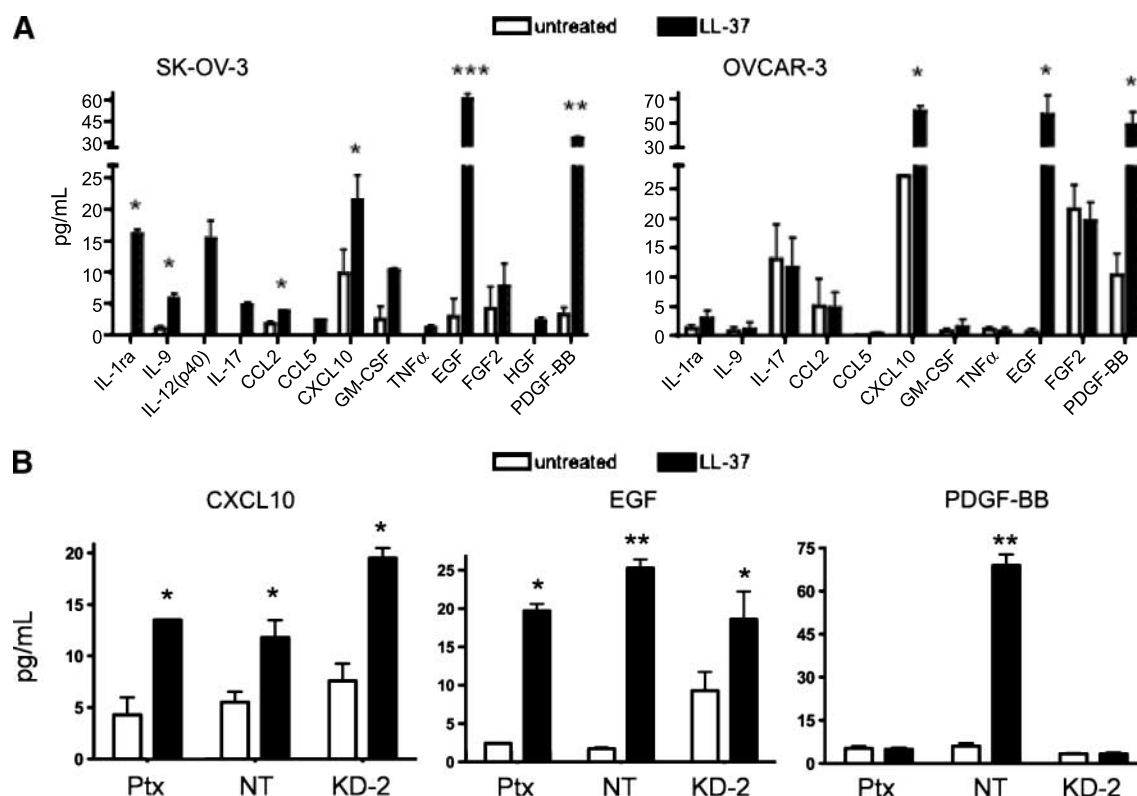 A
untreated LL-37
SK-OV-3
OVCAR-3
*** ** * * * *
* * *
pg/mL
60
45
30
25
20
15
10
5
0
70
50
30
25
20
15
10
5
0
IL-1ra IL-9 IL-12(p40) IL-17 CCL2 CCL5 CXCL10 GM-CSF TNFα EGF FGF2 HGF PDGF-BB
IL-1ra IL-9 IL-17 CCL2 CCL5 CXCL10 GM-CSF TNFα EGF FGF2 PDGF-BB
B
untreated LL-37
CXCL10
EGF
PDGF-BB
pg/mL
20
15
10
5
0
* * *
Ptx NT KD-2
25
20
15
10
5
0
* ** *
Ptx NT KD-2
75
60
45
30
15
0
**
Ptx NT KD-2